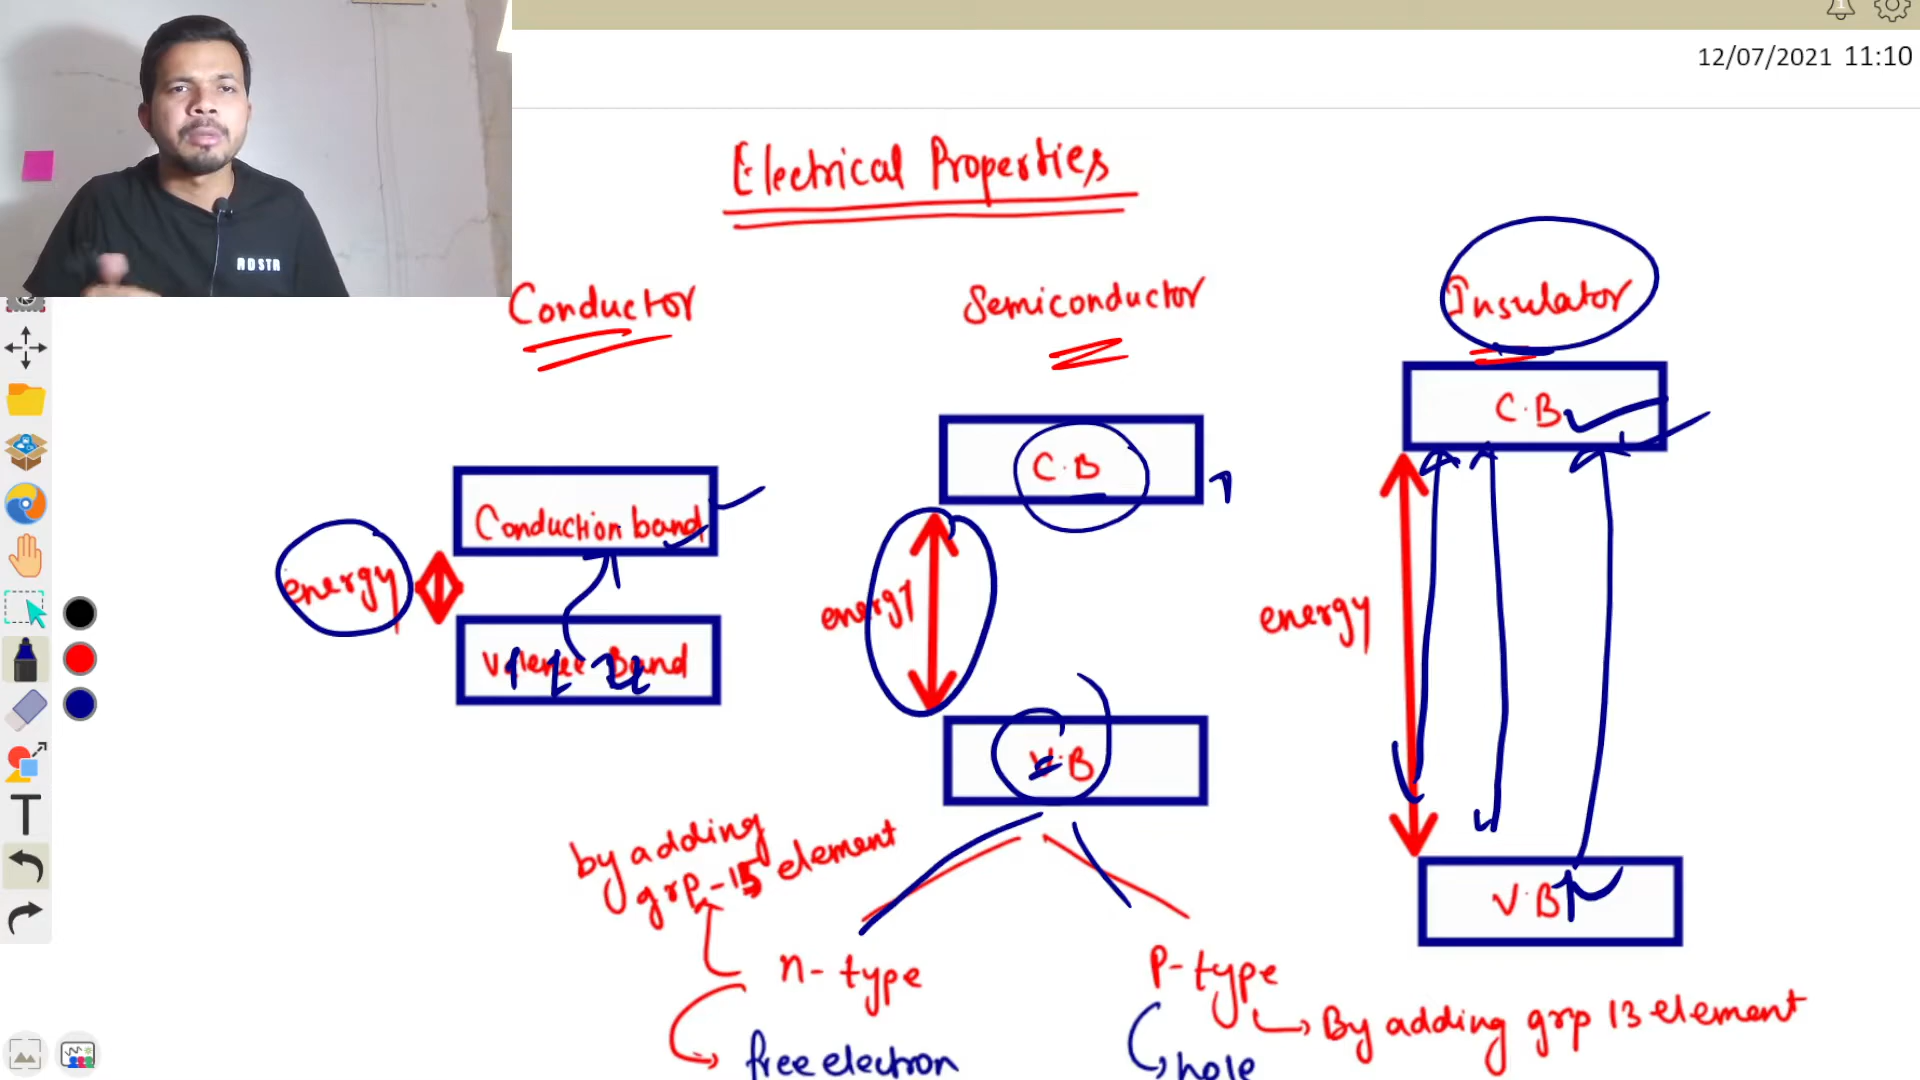 12/07/2021 11:10
ADSTR
Electrical Properties
Conductor
Semiconductor
Insulator
C.B
C.B
Conduction band
energy
energy
energy
Valence Band
V.B
V.B
by adding
grp-15 element
n-type
P-type
By adding grp 13 element
free electron
hole